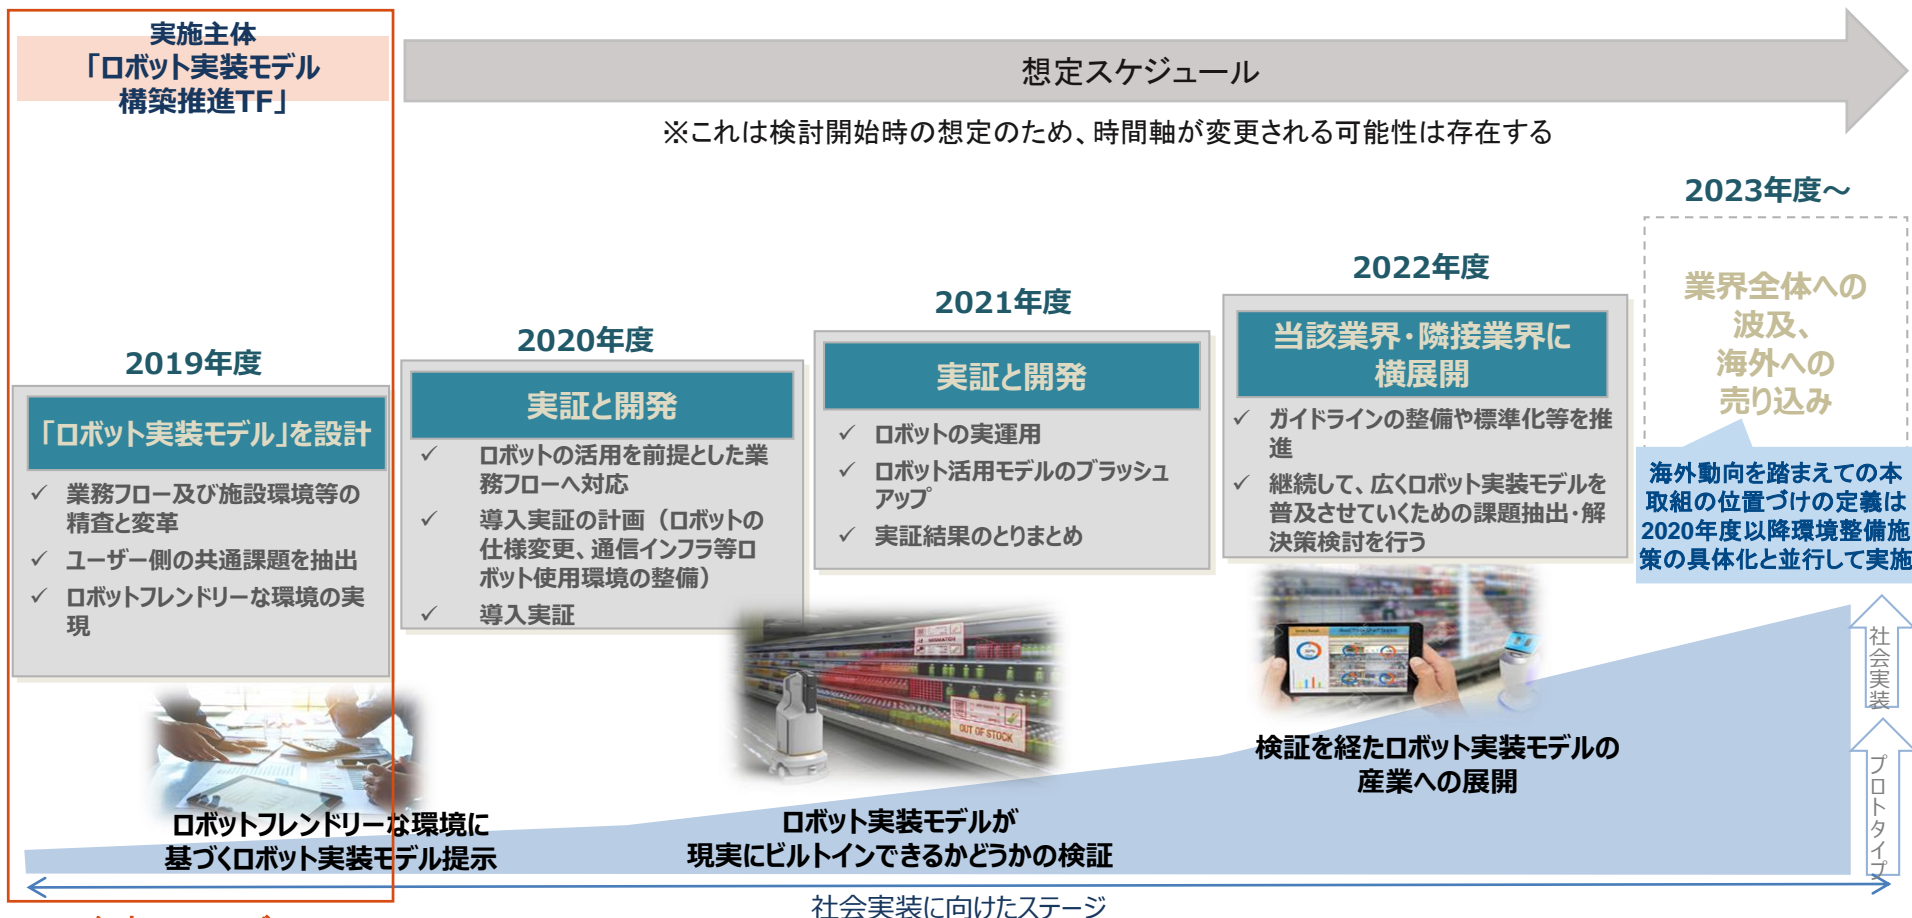 実施主体
「ロボット実装モデル
構築推進TF」
想定スケジュール
※これは検討開始時の想定のため、時間軸が変更される可能性は存在する
2019年度
「ロボット実装モデル」を設計
✓ 業務フロー及び施設環境等の
精査と変革
✓ ユーザー側の共通課題を抽出
✓ ロボットフレンドリーな環境の実
現
2020年度
実証と開発
✓ ロボットの活用を前提とした業
務フローへ対応
✓ 導入実証の計画（ロボットの
仕様変更、通信インフラ等ロ
ボット使用環境の整備）
✓ 導入実証
2021年度
実証と開発
✓ ロボットの実運用
✓ ロボット活用モデルのブラッシュ
アップ
✓ 実証結果のとりまとめ
2022年度
当該業界・隣接業界に
横展開
✓ ガイドラインの整備や標準化等を推
進
✓ 継続して、広くロボット実装モデルを
普及させていくための課題抽出・解
決策検討を行う
2023年度～
業界全体への
波及、
海外への
売り込み
海外動向を踏まえての本
取組の位置づけの定義は
2020年度以降環境整備施
策の具体化と並行して実施
OUT OF STOCK
ロボットフレンドリーな環境に
基づくロボット実装モデル提示
ロボット実装モデルが
現実にビルトインできるかどうかの検証
検証を経たロボット実装モデルの
産業への展開
社会実装
プロトタイプ
社会実装に向けたステージ